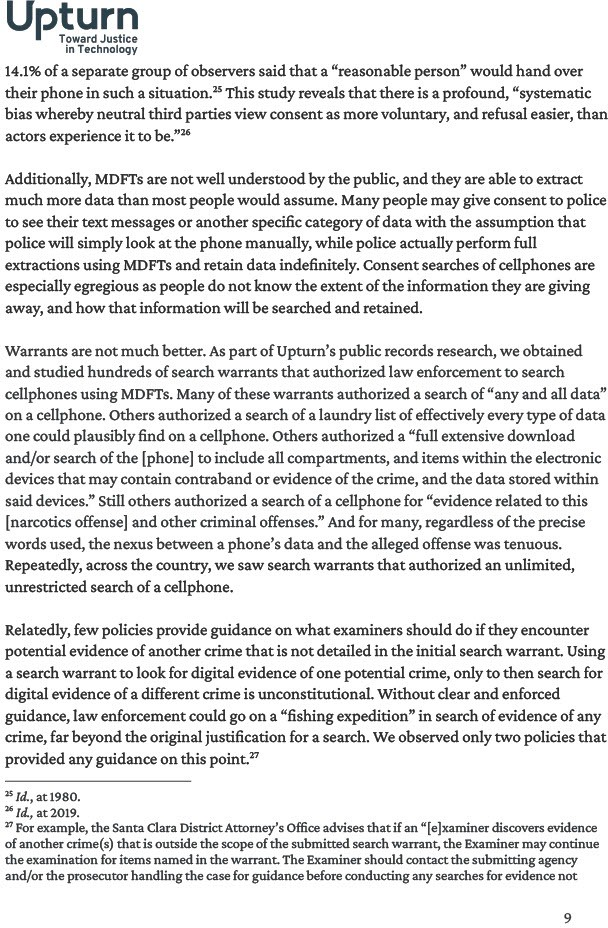 Upturn
Toward Justice
in Technology
14.1% of a separate group of observers said that a “reasonable person” would hand over
their phone in such a situation.²⁵ This study reveals that there is a profound, “systematic
bias whereby neutral third parties view consent as more voluntary, and refusal easier, than
actors experience it to be.”²⁶
Additionally, MDFTs are not well understood by the public, and they are able to extract
much more data than most people would assume. Many people may give consent to police
to see their text messages or another specific category of data with the assumption that
police will simply look at the phone manually, while police actually perform full
extractions using MDFTs and retain data indefinitely. Consent searches of cellphones are
especially egregious as people do not know the extent of the information they are giving
away, and how that information will be searched and retained.
Warrants are not much better. As part of Upturn’s public records research, we obtained
and studied hundreds of search warrants that authorized law enforcement to search
cellphones using MDFTs. Many of these warrants authorized a search of “any and all data”
on a cellphone. Others authorized a search of a laundry list of effectively every type of data
one could plausibly find on a cellphone. Others authorized a “full extensive download
and/or search of the [phone] to include all compartments, and items within the electronic
devices that may contain contraband or evidence of the crime, and the data stored within
said devices.” Still others authorized a search of a cellphone for “evidence related to this
[narcotics offense] and other criminal offenses.” And for many, regardless of the precise
words used, the nexus between a phone’s data and the alleged offense was tenuous.
Repeatedly, across the country, we saw search warrants that authorized an unlimited,
unrestricted search of a cellphone.
Relatedly, few policies provide guidance on what examiners should do if they encounter
potential evidence of another crime that is not detailed in the initial search warrant. Using
a search warrant to look for digital evidence of one potential crime, only to then search for
digital evidence of a different crime is unconstitutional. Without clear and enforced
guidance, law enforcement could go on a “fishing expedition” in search of evidence of any
crime, far beyond the original justification for a search. We observed only two policies that
provided any guidance on this point.²⁷
²⁵ Id., at 1980.
²⁶ Id., at 2019.
²⁷ For example, the Santa Clara District Attorney’s Office advises that if an “[e]xaminer discovers evidence
of another crime(s) that is outside the scope of the submitted search warrant, the Examiner may continue
the examination for items named in the warrant. The Examiner should contact the submitting agency
and/or the prosecutor handling the case for guidance before conducting any searches for evidence not
9